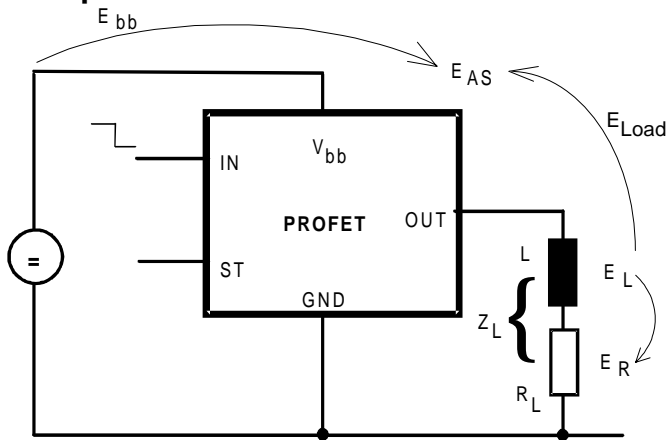 E bb
E AS
E Load
V bb
IN
PROFET
OUT
=
ST
L
E L
GND
Z L
{
E R
R L